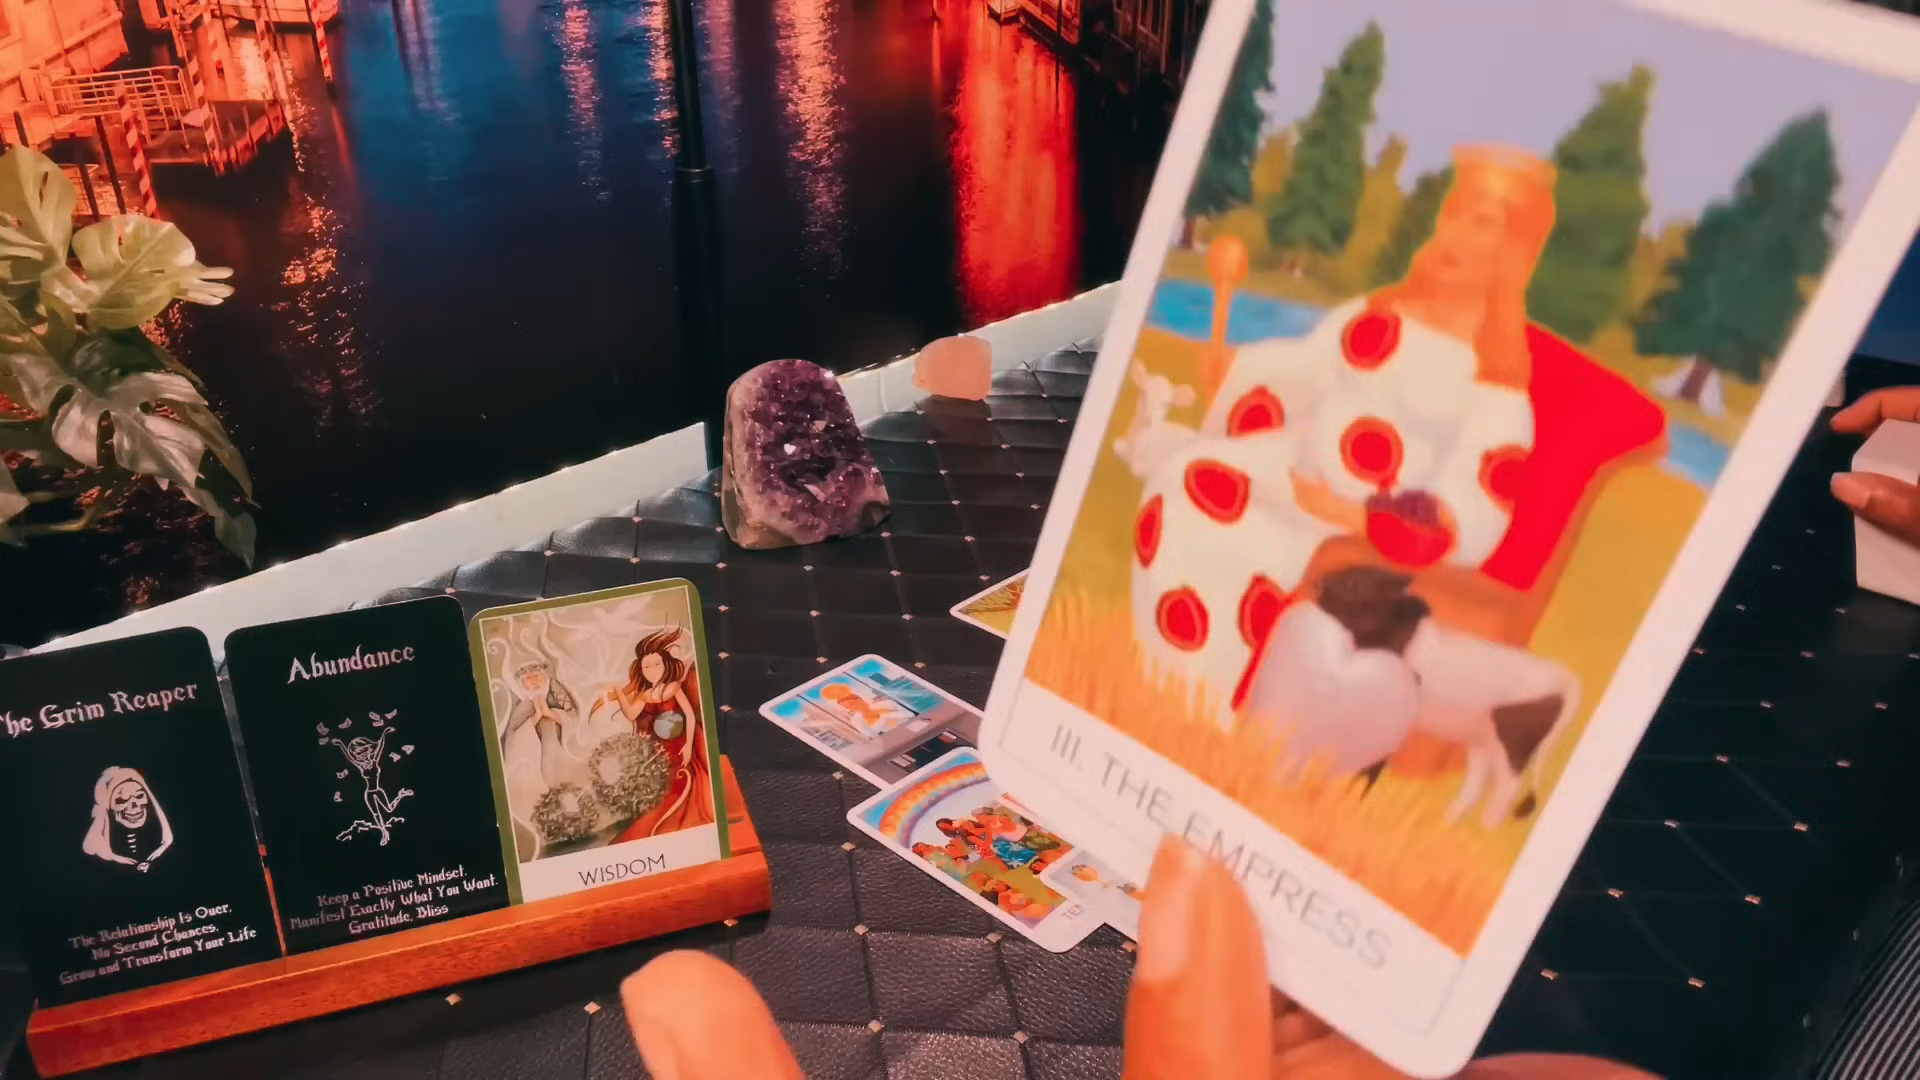 The Grim Reaper
The Relationship Is Over.
No Second Chances.
Grow and Transform Your Life
Abundance
Keep a Positive Mindset.
Manifest Exactly What You Want.
Gratitude, Bliss
WISDOM
III. THE EMPRESS